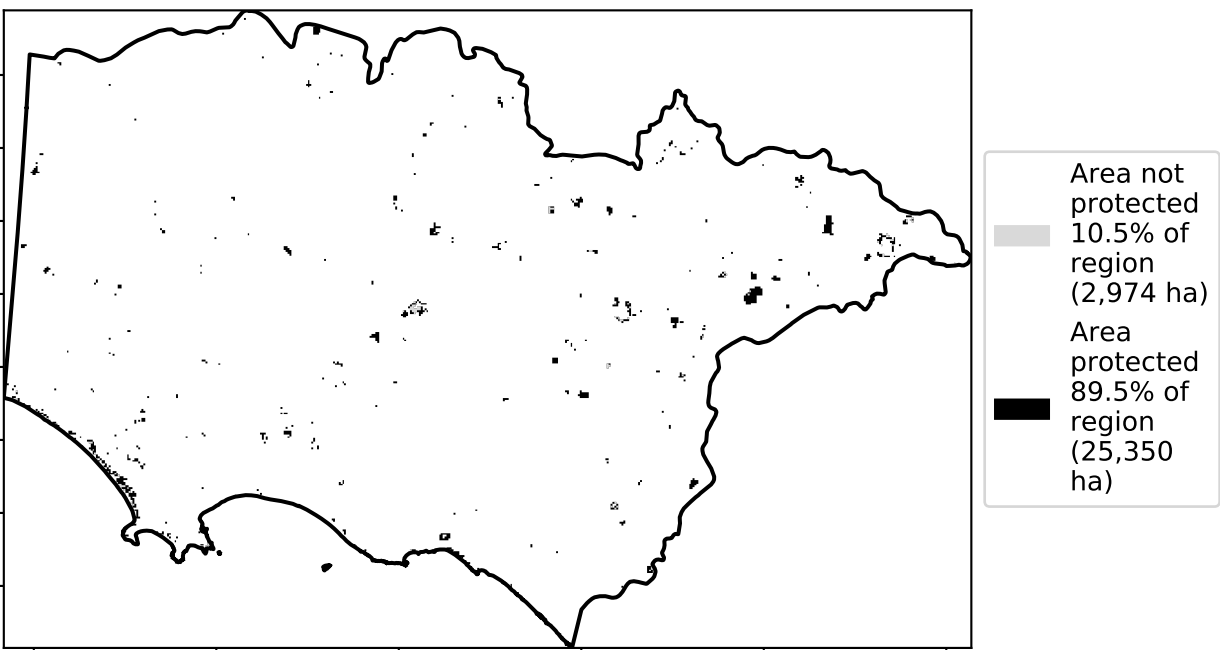 Area not
protected
10.5% of
region
(2,974 ha)
Area
protected
89.5% of
region
(25,350
ha)